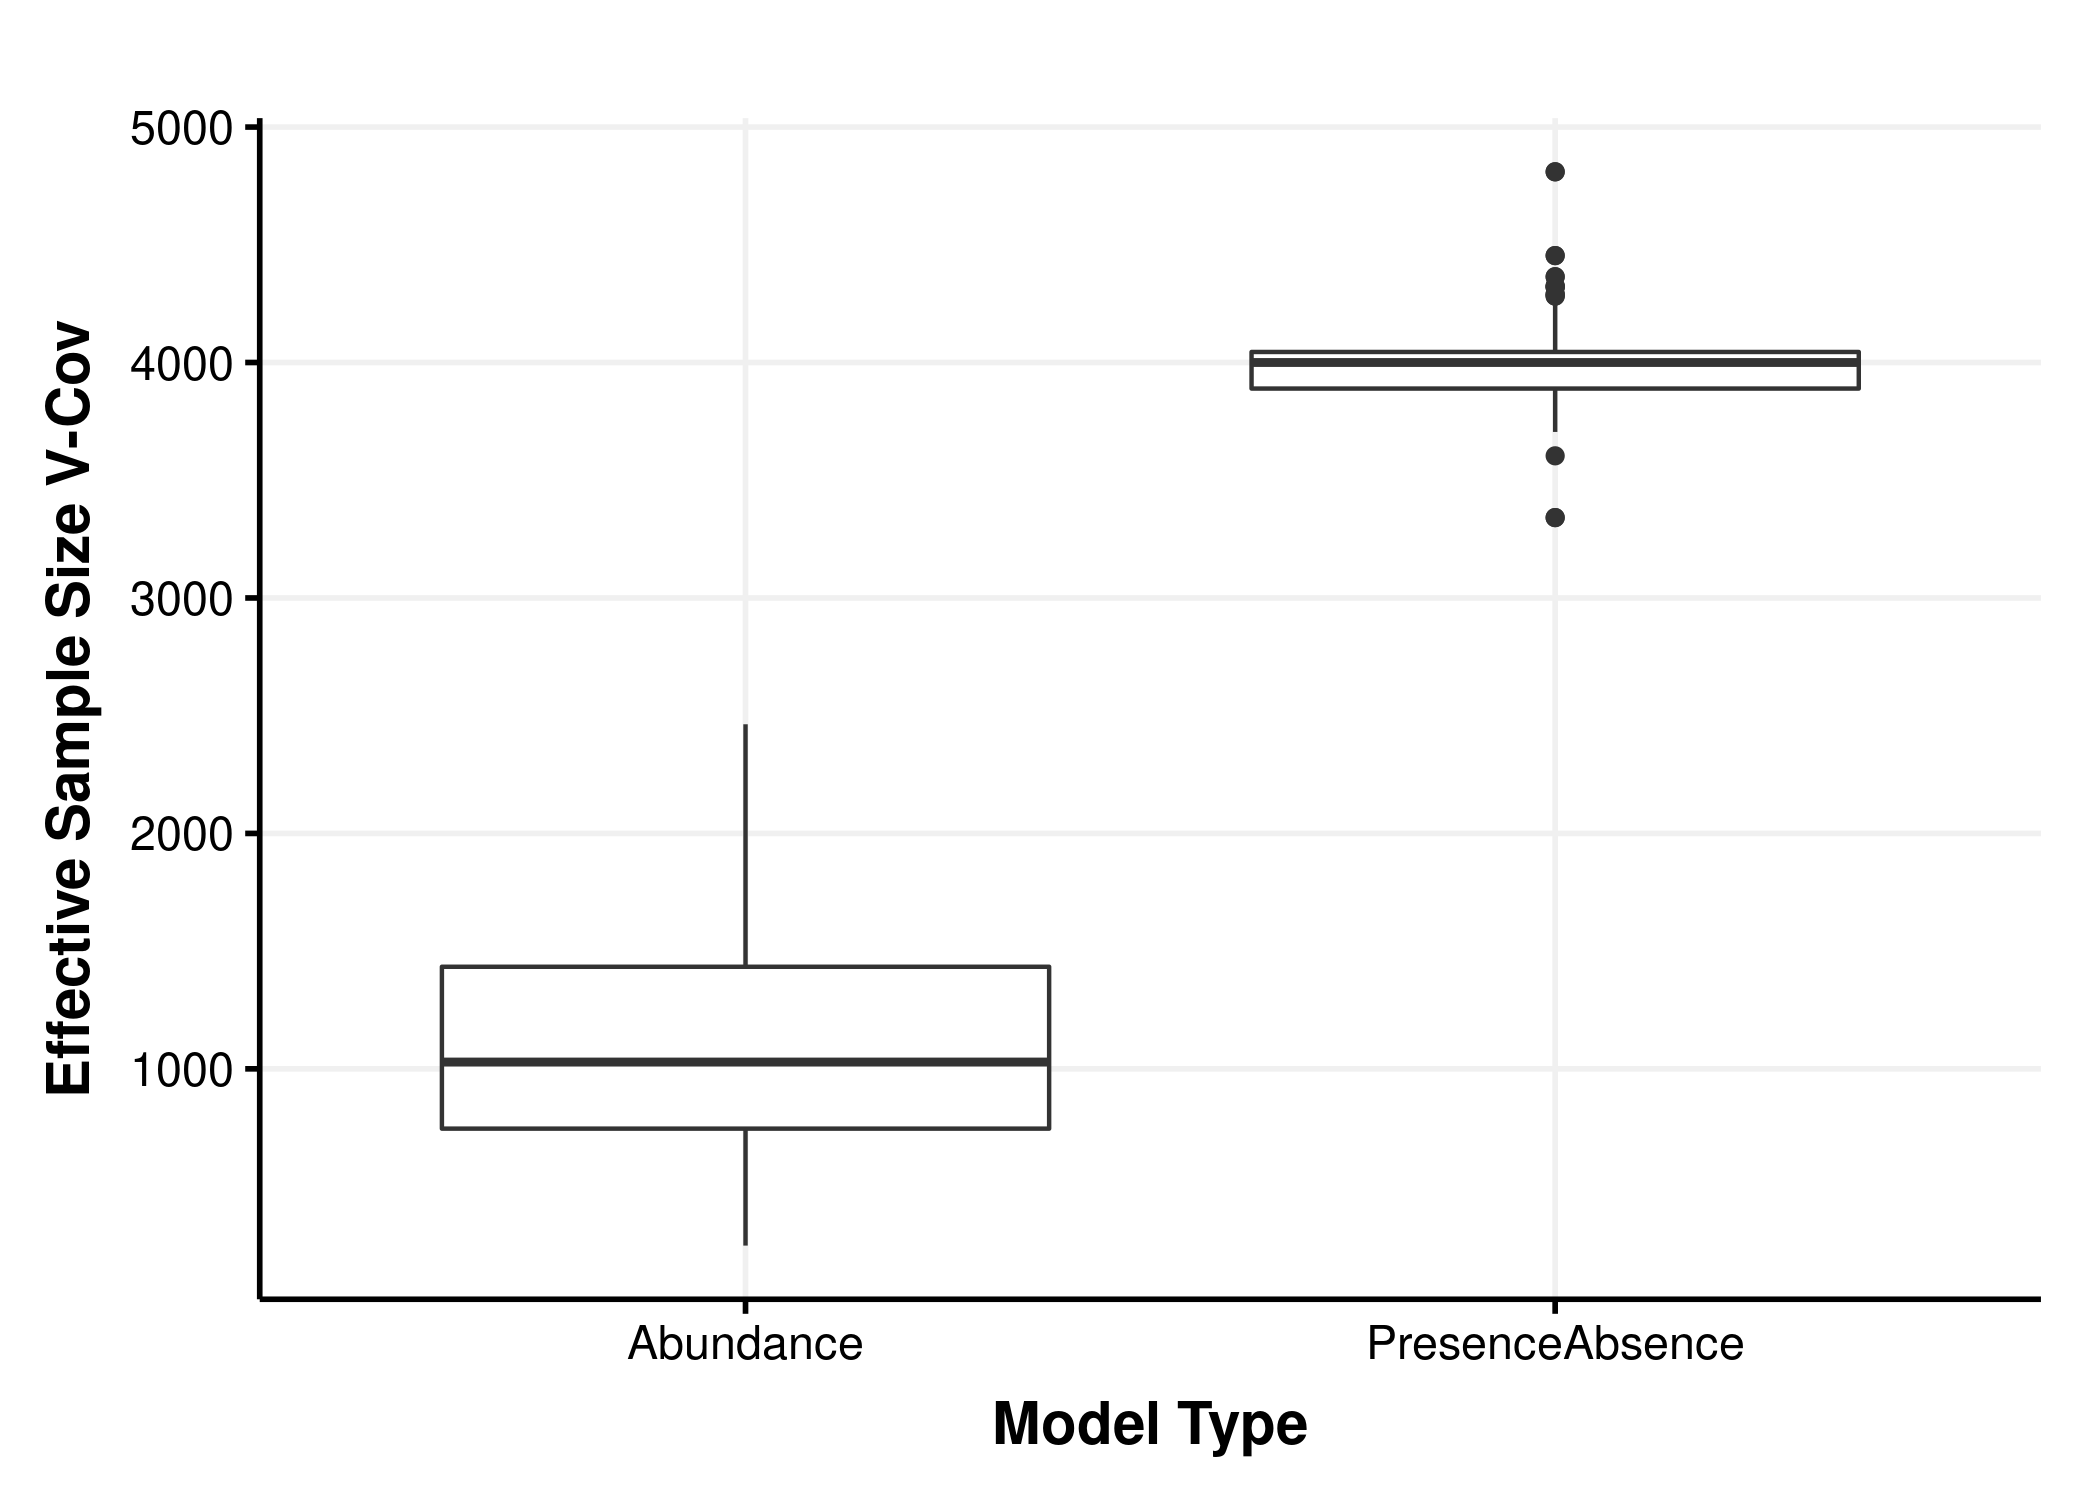 Effective Sample Size V-Cov
5000
4000
3000
2000
1000
Abundance
PresenceAbsence
Model Type